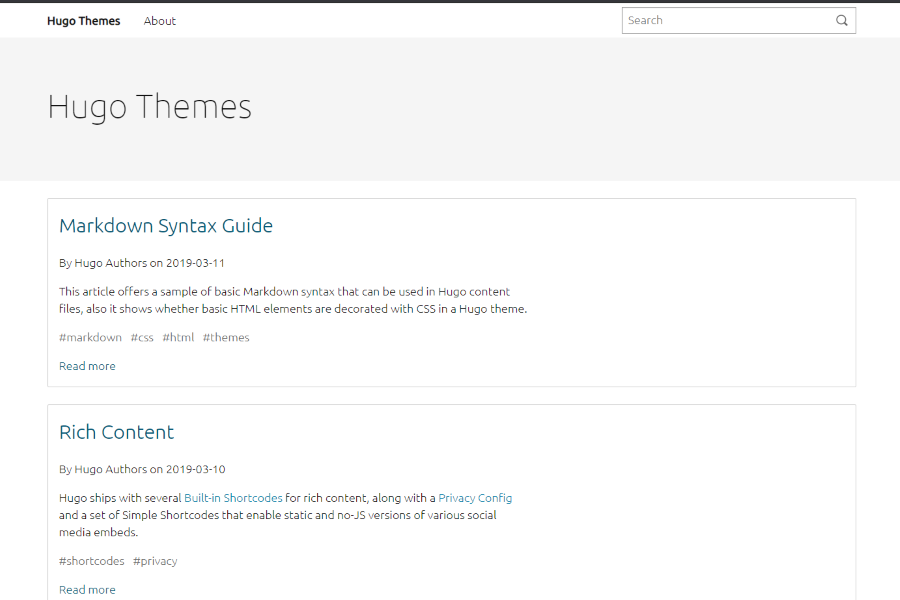 Hugo Themes About Search
Hugo Themes
Markdown Syntax Guide
By Hugo Authors on 2019-03-11
This article offers a sample of basic Markdown syntax that can be used in Hugo content
files, also it shows whether basic HTML elements are decorated with CSS in a Hugo theme.
#markdown #css #html #themes
Read more
Rich Content
By Hugo Authors on 2019-03-10
Hugo ships with several Built-in Shortcodes for rich content, along with a Privacy Config
and a set of Simple Shortcodes that enable static and no-JS versions of various social
media embeds.
#shortcodes #privacy
Read more